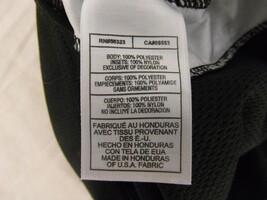 RN#56323 CA#05553
BODY: 100% POLYESTER
INSETS: 100% NYLON
EXCLUSIVE OF DECORATION
CORPS: 100% POLYESTER
EMPIECEMENTS: 100% POLYAMIDE
SANS ORNEMENTS
CUERPO: 100% POLIESTER
INJERTOS: 100% NYLON
NO INCLUYE LA DECORACION
FABRIQUÉ AU HONDURAS
AVEC TISSU PROVENANT
DES É-U
HECHO EN HONDURAS
CON TELA DE EUA
MADE IN HONDURAS
OF U.S.A. FABRIC